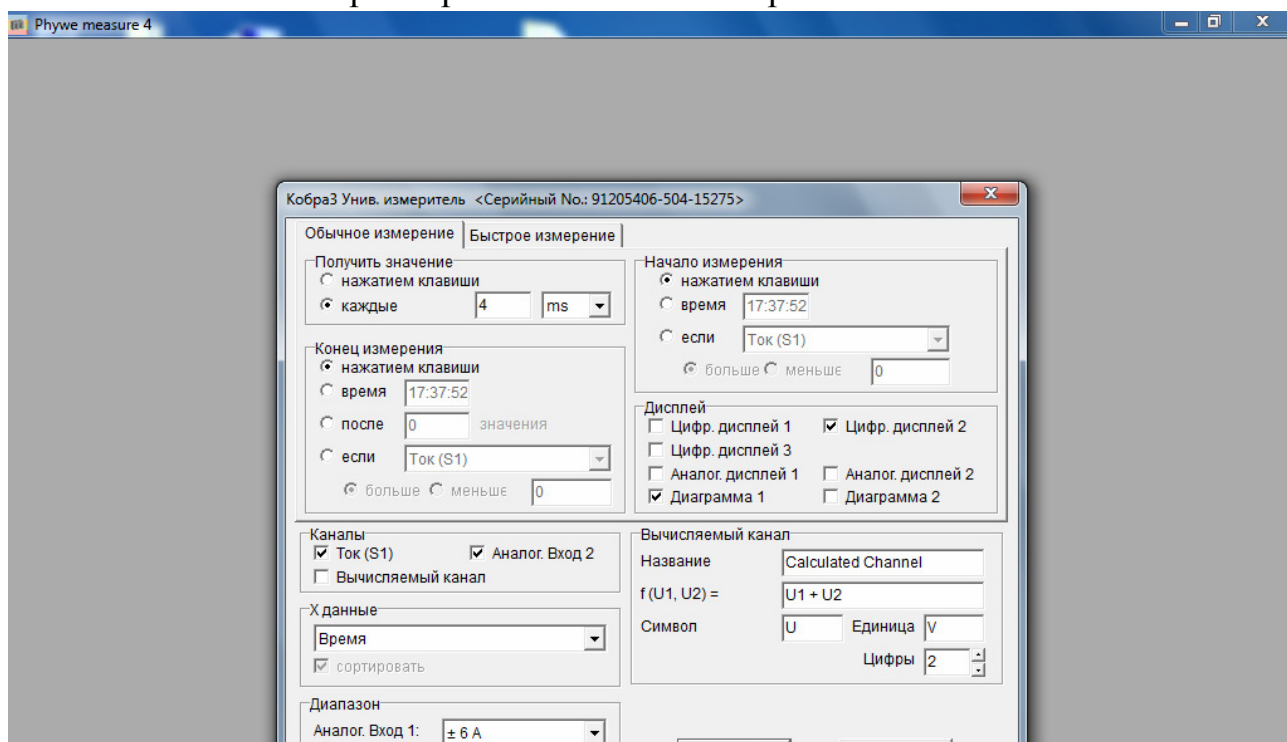 Phywe measure 4
Кобра3 Унив. измеритель <Серийный No.: 91205406-504-15275>
Обычное измерение Быстрое измерение
Получить значение
нажатием клавиши
каждые 4 ms
Конец измерения
нажатием клавиши
время 17:37:52
после 0 значения
если Ток (S1)
больше меньше 0
Начало измерения
нажатием клавиши
время 17:37:52
если Ток (S1)
больше меньше 0
Дисплей
Цифр. дисплей 1 Цифр. дисплей 2
Цифр. дисплей 3
Аналог. дисплей 1 Аналог. дисплей 2
Диаграмма 1 Диаграмма 2
Каналы
Ток (S1) Аналог. Вход 2
Вычисляемый канал
X данные
Время
сортировать
Диапазон
Аналог. Вход 1: ± 6 A
Вычисляемый канал
Название Calculated Channel
f (U1, U2) = U1 + U2
Символ U Единица V
Цифры 2